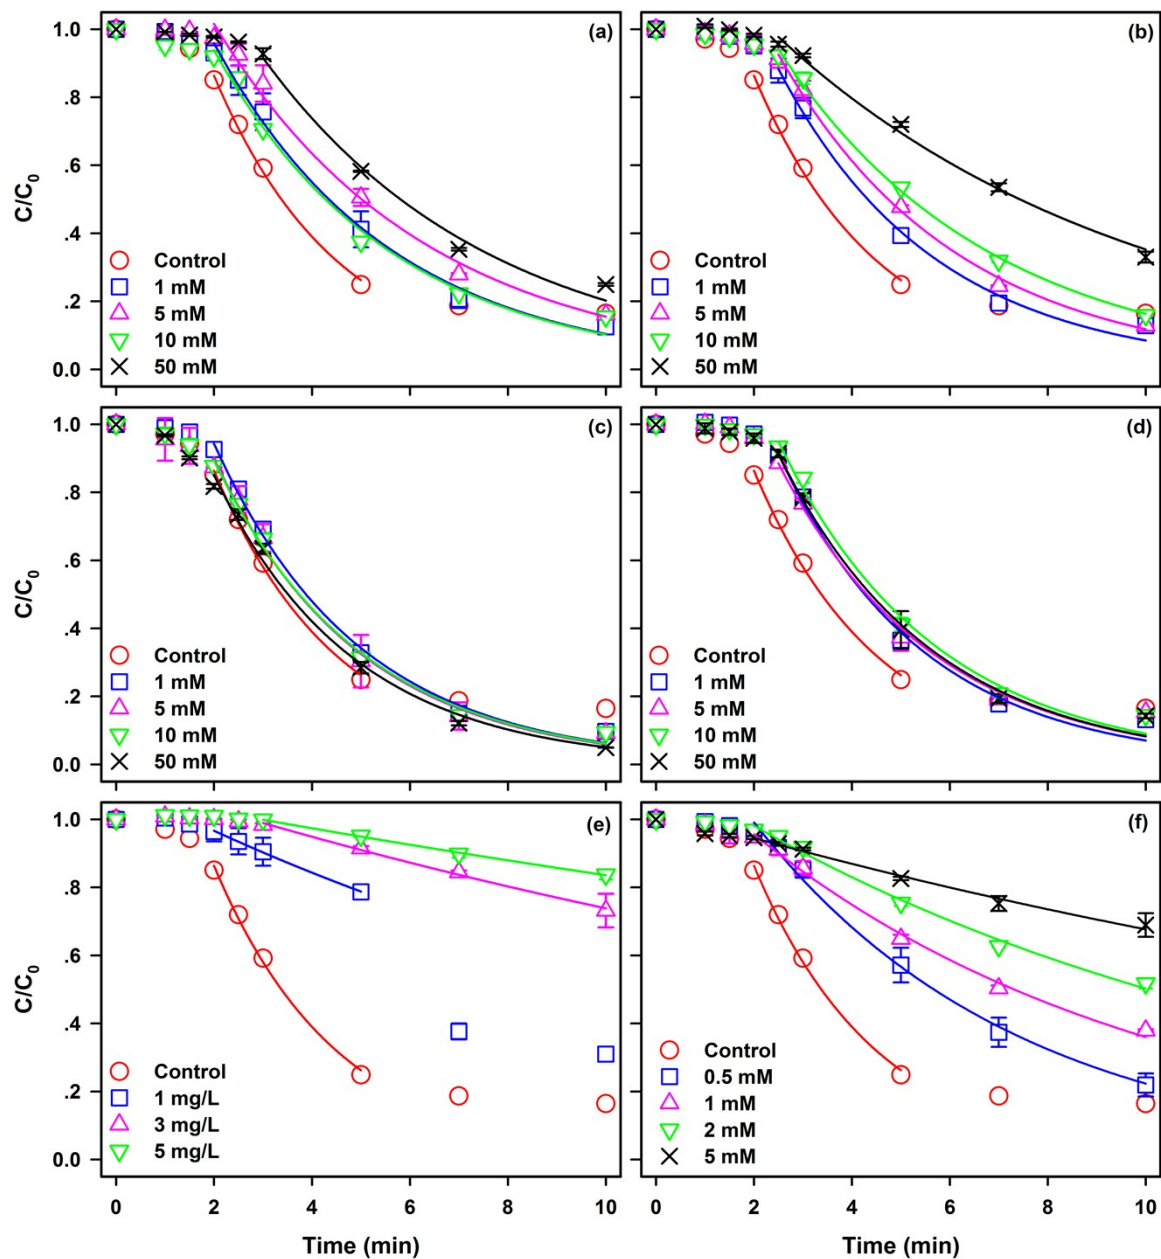 (a)
1.0
.8
.6
.4
.2
0.0
C/C0
Control
1 mM
5 mM
10 mM
50 mM
(b)
Control
1 mM
5 mM
10 mM
50 mM
(c)
1.0
.8
.6
.4
.2
0.0
C/C0
Control
1 mM
5 mM
10 mM
50 mM
(d)
Control
1 mM
5 mM
10 mM
50 mM
(e)
1.0
.8
.6
.4
.2
0.0
C/C0
Control
1 mg/L
3 mg/L
5 mg/L
0 2 4 6 8 10
Time (min)
(f)
Control
0.5 mM
1 mM
2 mM
5 mM
0 2 4 6 8 10
Time (min)